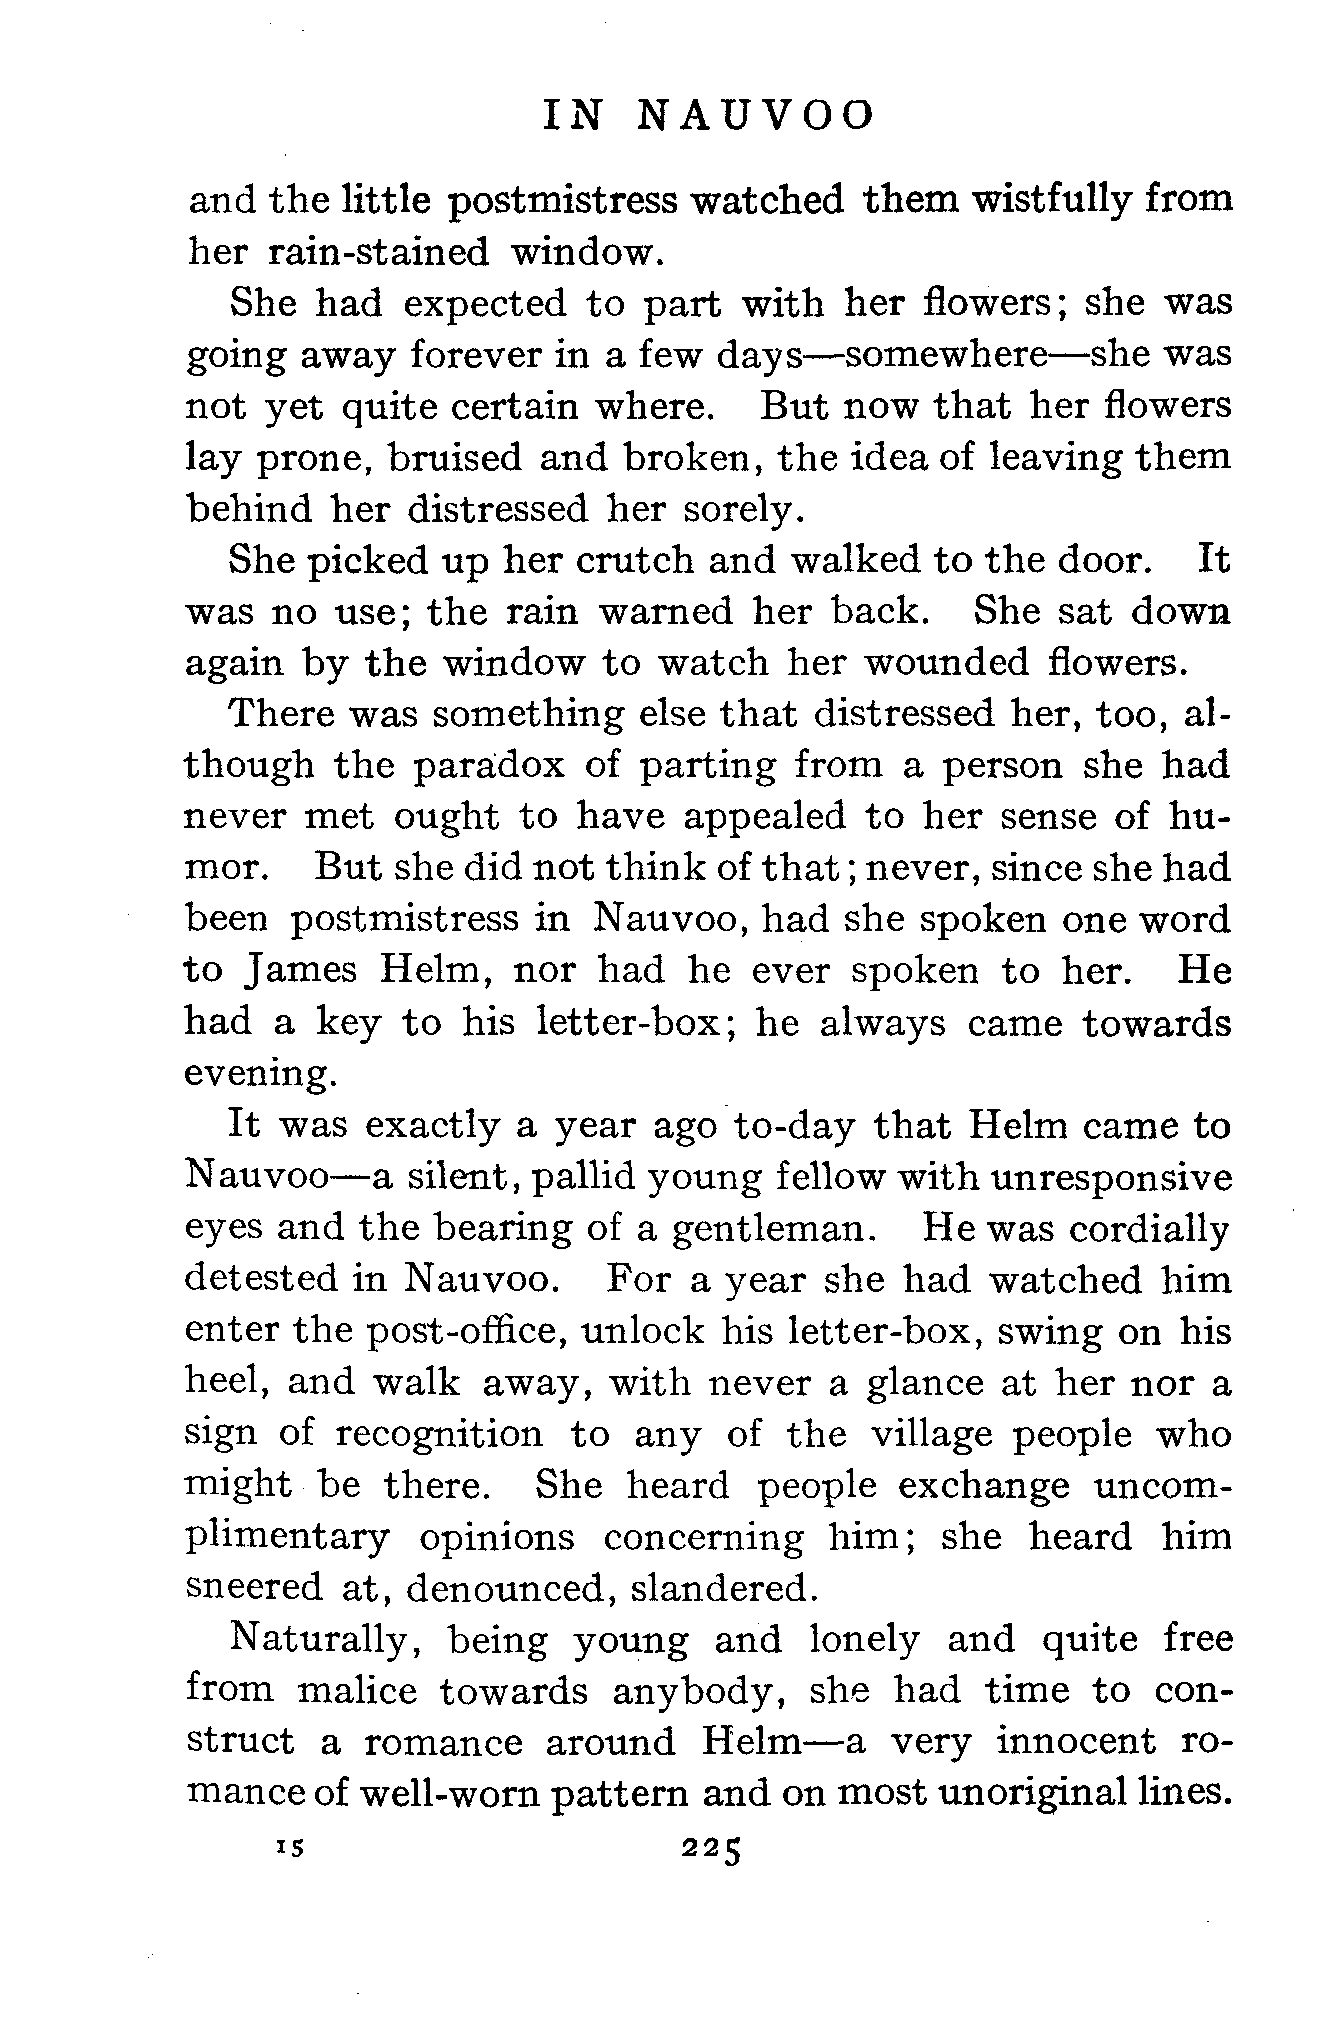 IN NAUVOO
and the little postmistress watched them wistfully from
her rain-stained window.
She had expected to part with her flowers; she was
going away forever in a few days—somewhere—she was
not yet quite certain where. But now that her flowers
lay prone, bruised and broken, the idea of leaving them
behind her distressed her sorely.
She picked up her crutch and walked to the door. It
was no use; the rain warned her back. She sat down
again by the window to watch her wounded flowers.
There was something else that distressed her, too, al-
though the paradox of parting from a person she had
never met ought to have appealed to her sense of hu-
mor. But she did not think of that; never, since she had
been postmistress in Nauvoo, had she spoken one word
to James Helm, nor had he ever spoken to her. He
had a key to his letter-box; he always came towards
evening.
It was exactly a year ago to-day that Helm came to
Nauvoo—a silent, pallid young fellow with unresponsive
eyes and the bearing of a gentleman. He was cordially
detested in Nauvoo. For a year she had watched him
enter the post-office, unlock his letter-box, swing on his
heel, and walk away, with never a glance at her nor a
sign of recognition to any of the village people who
might be there. She heard people exchange uncom-
plimentary opinions concerning him; she heard him
sneered at, denounced, slandered.
Naturally, being young and lonely and quite free
from malice towards anybody, she had time to con-
struct a romance around Helm—a very innocent ro-
mance of well-worn pattern and on most unoriginal lines.
15 225